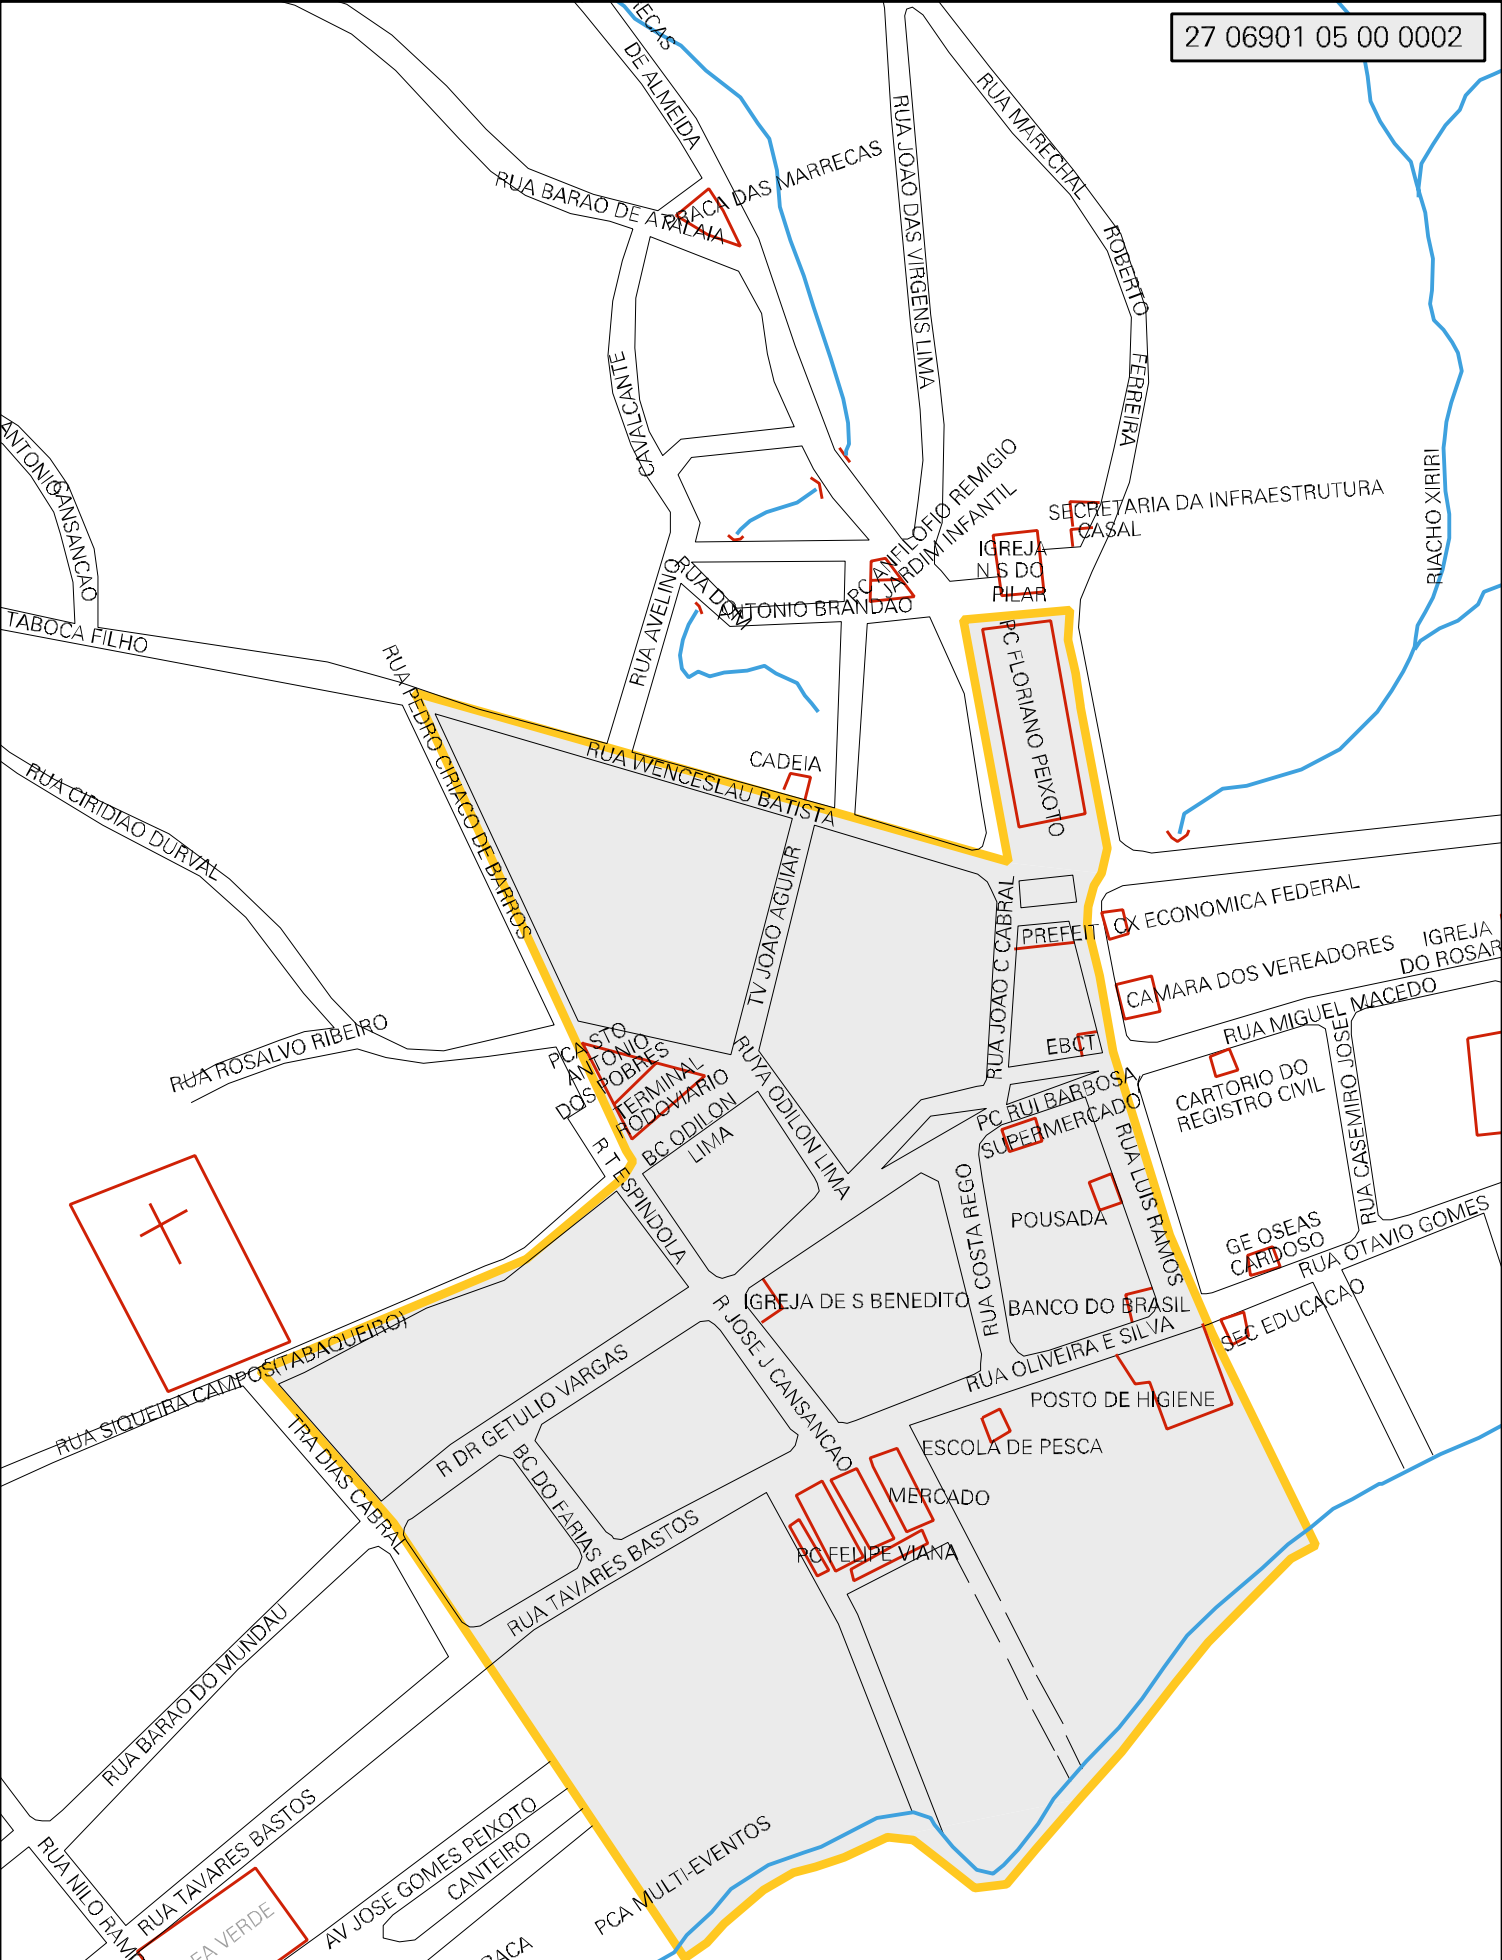 27 06901 05 00 0002
DE ALMEIDA
RUA MARECHAL
RUA JOAO DAS VIRGENS LIMA
RUA BARAO DE ATALAIA
PRACA DAS MARRECAS
ROBERTO
FERREIRA
CAVALCANTE
ANTONIO
CANSANCAO
PC ANFILOFIO REMIGIO
JARDIM INFANTIL
SECRETARIA DA INFRAESTRUTURA
CASAL
RIACHO XIRIRI
IGREJA
N S DO
PILAR
RUA DOM
ANTONIO BRANDAO
RUA AVELINO
TABOCA FILHO
RUA PEDRO CIRIACO DE BARROS
PC FLORIANO PEIXOTO
RUA WENCESLAU BATISTA
CADEIA
RUA CIRIDIAO DURVAL
TV JOAO AGUIAR
RUA JOAO C CABRAL
CX ECONOMICA FEDERAL
PREFEIT
CAMARA DOS VEREADORES
IGREJA
DO ROSAR
RUA MIGUEL MACEDO
RUA ROSALVO RIBEIRO
PCA STO
ANTONIO
DOS POBRES
TERMINAL
RODOVIARIO
RUYA ODILON LIMA
EBCT
PC RUI BARBOSA
SUPERMERCADO
CARTORIO DO
REGISTRO CIVIL
RUA CASEMIRO JOSE
BC ODILON
LIMA
R T ESPINDOLA
RUA COSTA REGO
POUSADA
RUA LUIS RAMOS
GE OSEAS
CARDOSO
RUA OTAVIO GOMES
IGREJA DE S BENEDITO
BANCO DO BRASIL
SEC EDUCACAO
RUA OLIVEIRA E SILVA
R JOSE J CANSANCAO
RUA SIQUEIRA CAMPOS(TABAQUEIRO)
R DR GETULIO VARGAS
POSTO DE HIGIENE
TRA DIAS CABRAL
BC DO FARIAS
ESCOLA DE PESCA
MERCADO
PC FELIPE VIANA
RUA TAVARES BASTOS
RUA BARAO DO MUNDAU
RUA TAVARES BASTOS
AV JOSE GOMES PEIXOTO
CANTEIRO
PCA MULTI-EVENTOS
RUA NILO RAM
EA VERDE
RACA